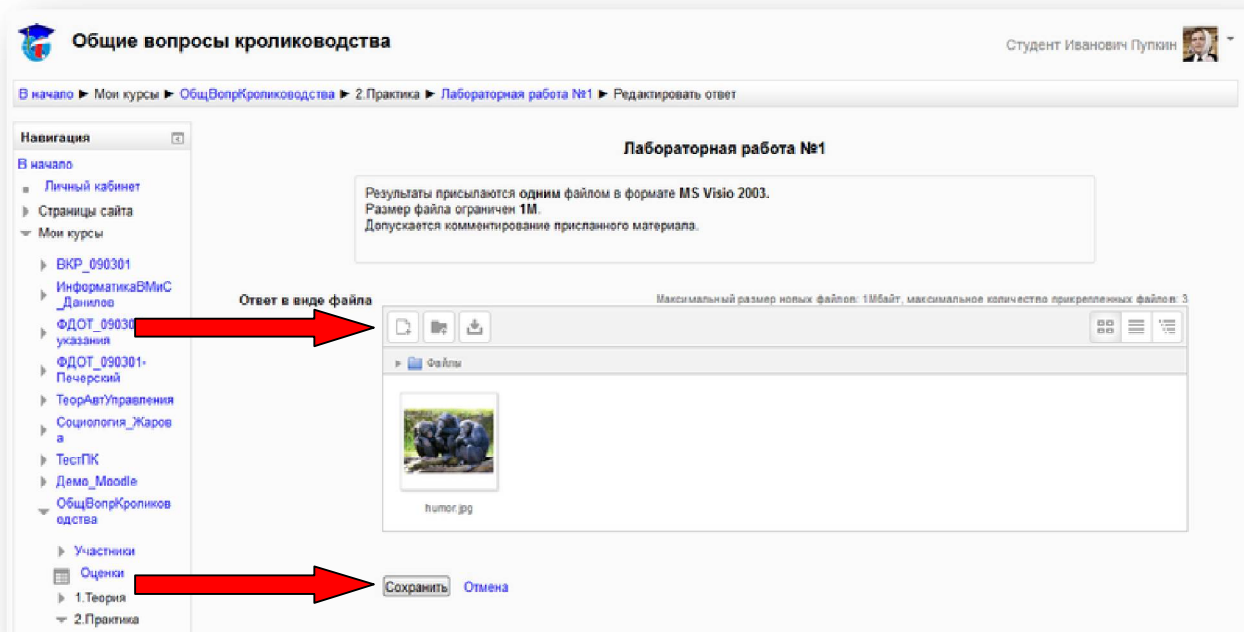 Общие вопросы кролиководства
Студент Иванович Пупкин
В начало ► Мои курсы ► ОбщВопрКролиководства ► 2.Практика ► Лабораторная работа №1 ► Редактировать ответ
Навигация
В начало
Личный кабинет
Страницы сайта
Мои курсы
ВКР_090301
ИнформатикаВМиС
_Данилов
ФДОТ_09030
указания
ФДОТ_090301-
Печерский
ТеорАвтУправления
Социология_Жаров
а
ТестПК
Демо_Moodle
ОбщВопрКроликов
одства
Участники
Оценки
1.Теория
2.Практика
Лабораторная работа №1
Результаты присылаются одним файлом в формате MS Visio 2003.
Размер файла ограничен 1М.
Допускается комментирование присланного материала.
Ответ в виде файла
Максимальный размер новых файлов: 1Мбайт, максимальное количество прикрепленных файлов: 3
Файлы
humor.jpg
Сохранить Отмена